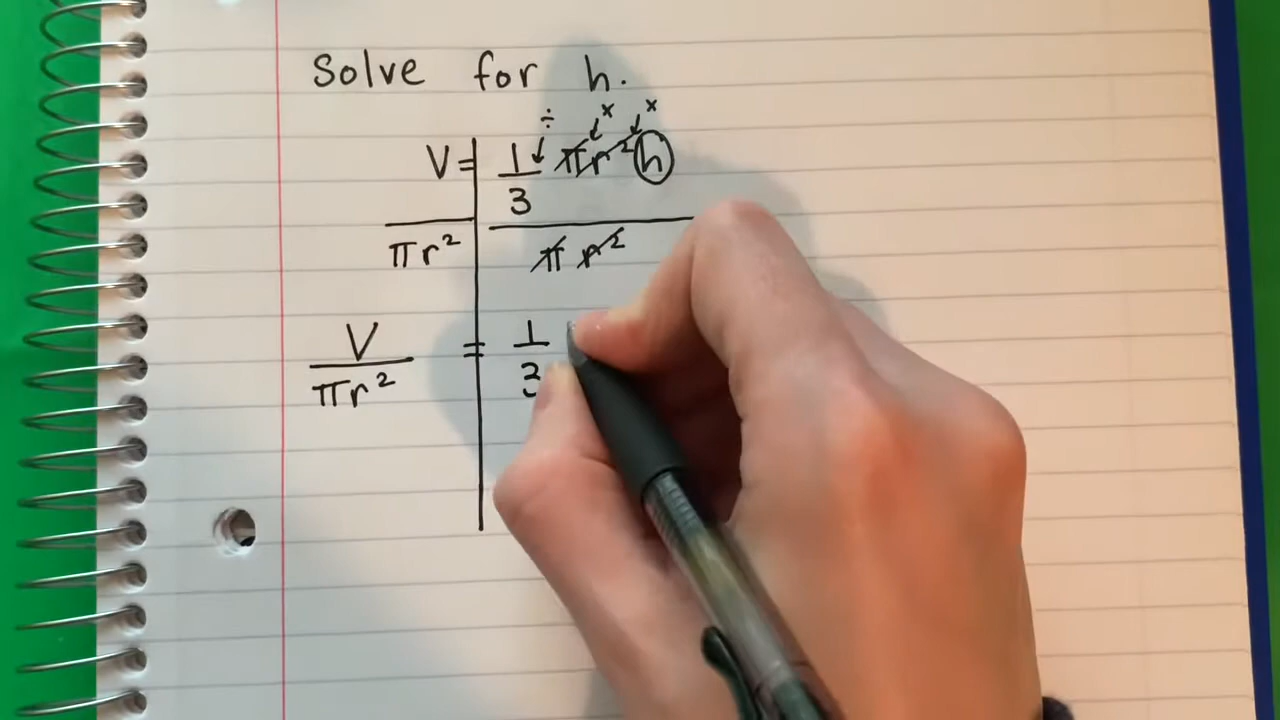 Solve for h.
÷ x x
V = 1/3 πr² h
πr² πr²
V/πr² = 1/3